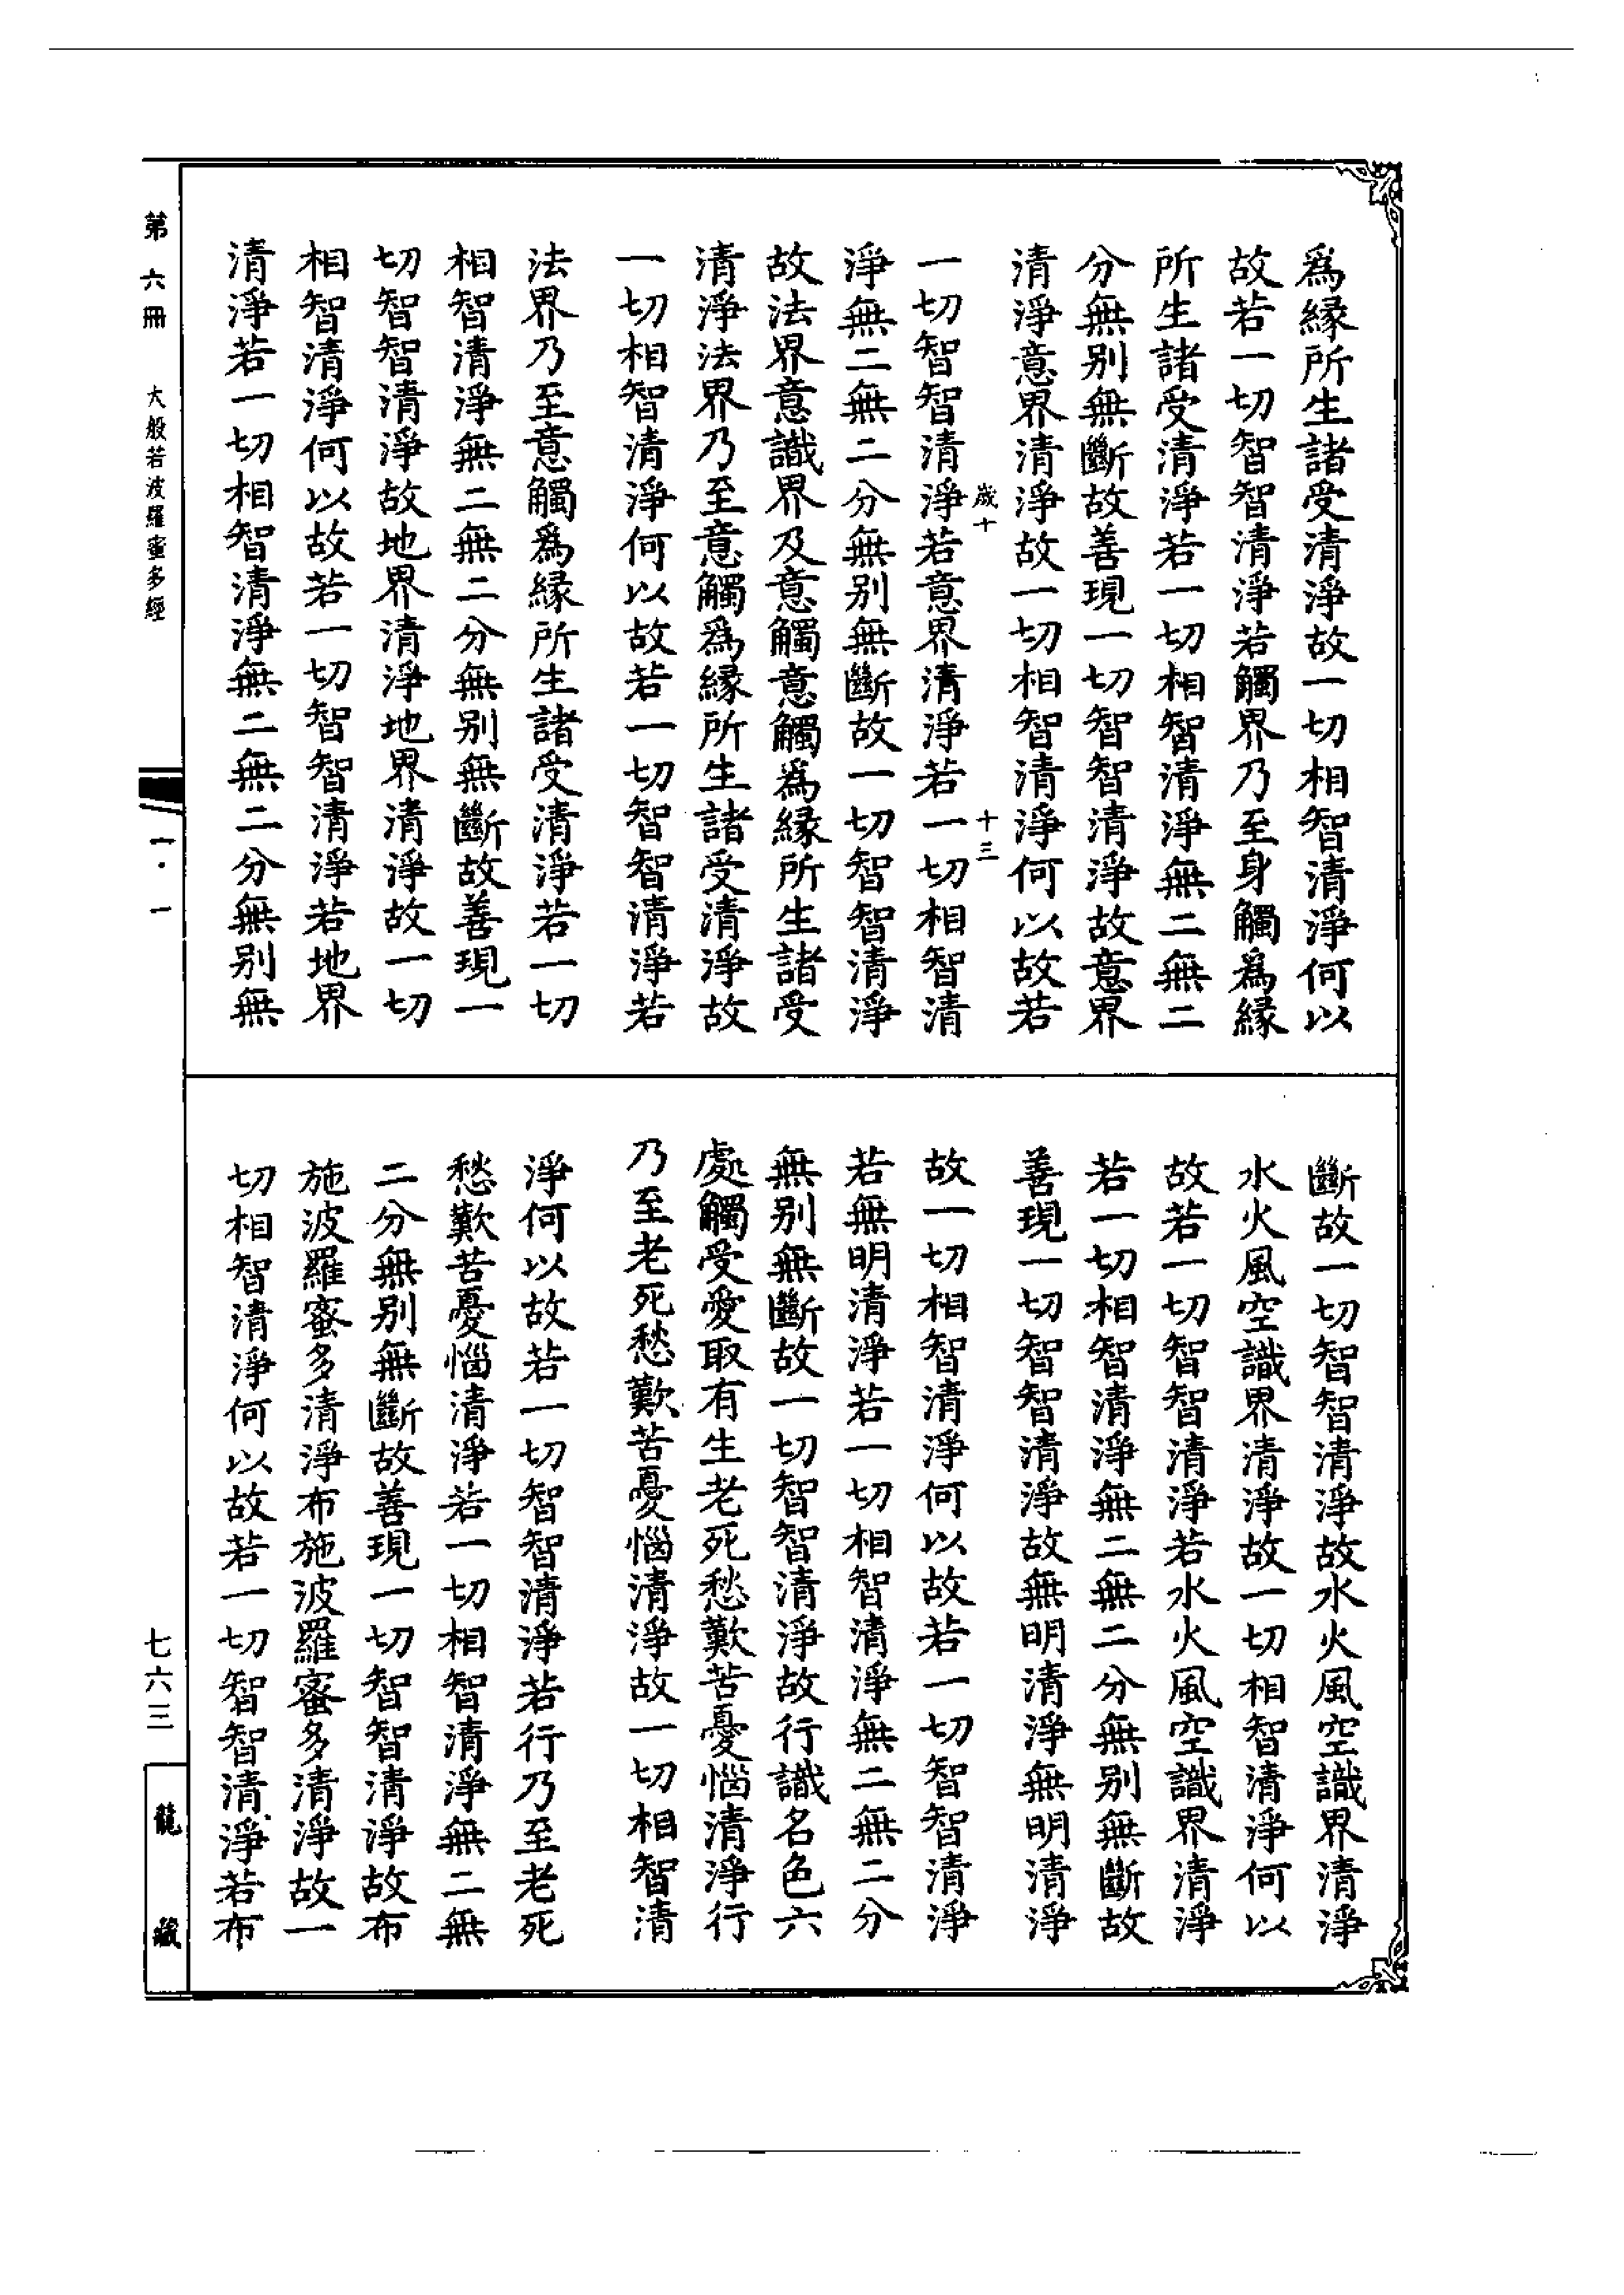 爲緣所生諸受清淨故一切相智清淨何以
故若一切智智清淨若觸界乃至身觸爲緣
所生諸受清淨若一切相智清淨無二無二
分無别無斷故善現一切智智清淨故意界
清淨意界清淨故一切相智清淨何以故若
歲十 十三
一切智智清淨若意界清淨若一切相智清
淨無二無二分無别無斷故一切智智清淨
故法界意識界及意觸意觸爲緣所生諸受
清淨法界乃至意觸爲緣所生諸受清淨故
一切相智清淨何以故若一切智智清淨若
法界乃至意觸爲緣所生諸受清淨若一切
相智清淨無二無二分無别無斷故善現一
切智智清淨故地界清淨地界清淨故一切
相智清淨何以故若一切智智清淨若地界
清淨若一切相智清淨無二無二分無别無
斷故一切智智清淨故水火風空識界清淨
水火風空識界清淨故一切相智清淨何以
故若一切智智清淨若水火風空識界清淨
若一切相智清淨無二無二分無别無斷故
善現一切智智清淨故無明清淨無明清淨
故一切相智清淨何以故若一切智智清淨
若無明清淨若一切相智清淨無二無二分
無别無斷故一切智智清淨故行識名色六
處觸受愛取有生老死愁歎苦憂惱清淨行
乃至老死愁歎苦憂惱清淨故一切相智清
淨何以故若一切智智清淨若行乃至老死
愁歎苦憂惱清淨若一切相智清淨無二無
二分無别無斷故善現一切智智清淨故布
施波羅蜜多清淨布施波羅蜜多清淨故一
切相智清淨何以故若一切智智清淨若布
第六冊 大般若波羅蜜多經
一·一
七六三
龍藏